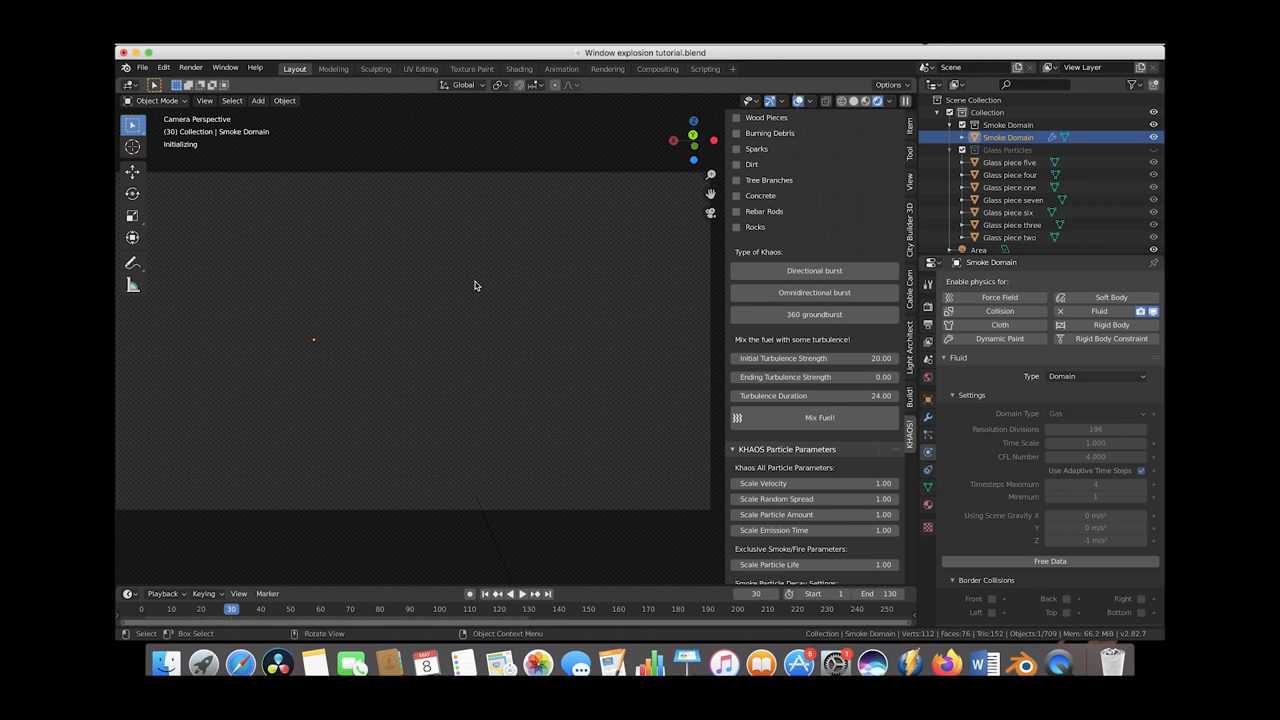 Window explosion tutorial.blend
File Edit Render Window Help
Layout Modeling Sculpting UV Editing Texture Paint Shading Animation Rendering Compositing Scripting +
Scene
View Layer
Global
Options
Object Mode View Select Add Object
Camera Perspective
(30) Collection | Smoke Domain
Initializing
Z
Y
X
Wood Pieces
Burning Debris
Sparks
Dirt
Tree Branches
Concrete
Rebar Rods
Rocks
Type of Khaos:
Directional burst
Omnidirectional burst
360 groundburst
Mix the fuel with some turbulence!
Initial Turbulence Strength 20.00
Ending Turbulence Strength 0.00
Turbulence Duration 24.00
Mix Fuel!
KHAOS Particle Parameters
Khaos All Particle Parameters:
Scale Velocity 1.00
Scale Random Spread 1.00
Scale Particle Amount 1.00
Scale Emission Time 1.00
Exclusive Smoke/Fire Parameters:
Scale Particle Life 1.00
Smoke Particle Decay Settings:
Item
Tool
View
City Builder 3D
Cable Cam
Light Architect
Build!
KHAOS!
Scene Collection
Collection
Smoke Domain
Smoke Domain
Glass Particles
Glass piece five
Glass piece four
Glass piece one
Glass piece seven
Glass piece six
Glass piece three
Glass piece two
Area
Smoke Domain
Enable physics for:
Force Field Soft Body
Collision Fluid
Cloth Rigid Body
Dynamic Paint Rigid Body Constraint
Fluid
Type Domain
Settings
Domain Type Gas
Resolution Divisions 196
Time Scale 1.000
CFL Number 4.000
Use Adaptive Time Steps
Timesteps Maximum 4
Minimum 1
Using Scene Gravity X 0 m/s²
Y 0 m/s²
Z -1 m/s²
Free Data
Border Collisions
Front Back Right
Left Top Bottom
Playback Keying View Marker
30 Start 1 End 130
0 10 20 30 40 50 60 70 80 90 100 110 120 130 140 150 160 170 180 190 200 210 220 230 240 250
Select Box Select Rotate View Object Context Menu
Collection | Smoke Domain | Verts:112 | Faces:76 | Tris:152 | Objects:1/709 | Mem: 66.2 MiB | v2.82.7
MAY
8
5
1
W